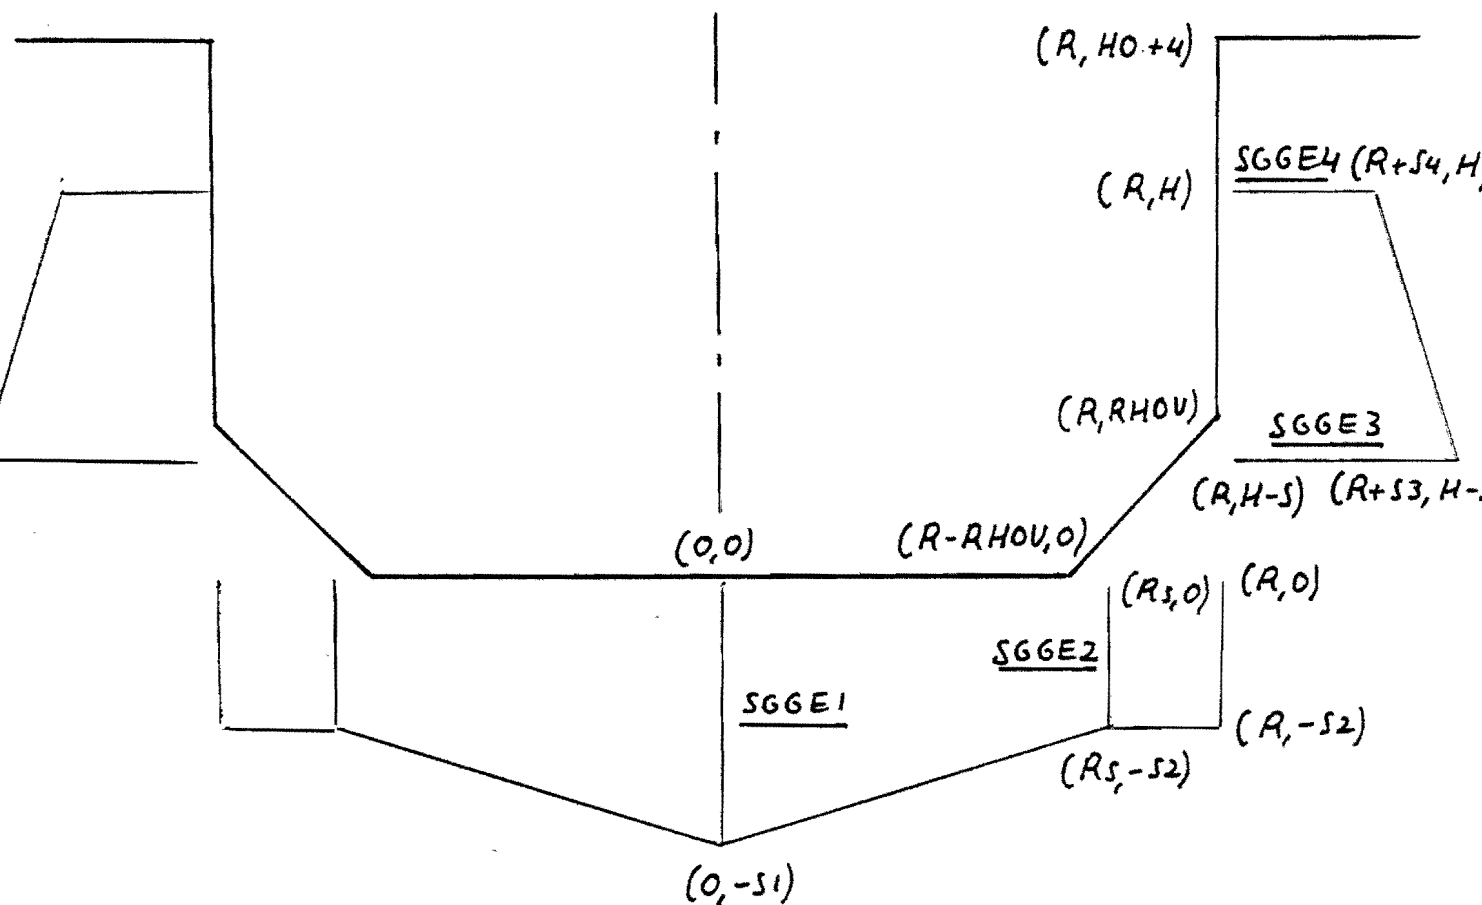 (R, HO.+4)
SGGE4 (R+S4, H,
(R,H)
(R,RHOV)
SGGE3
(R,H-S) (R+S3, H-
(0,0)
(R-RHOV,0)
(Rs,0)
(R,0)
SGGE2
SGGE1
(R,-S2)
(Rs,-S2)
(0,-S1)